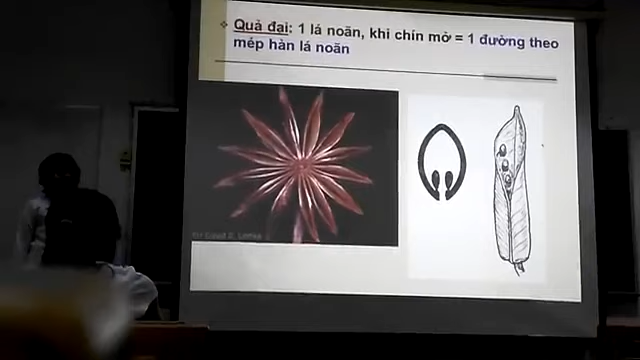 ❖ Quả đại: 1 lá noãn, khi chín mở = 1 đường theo
mép hàn lá noãn